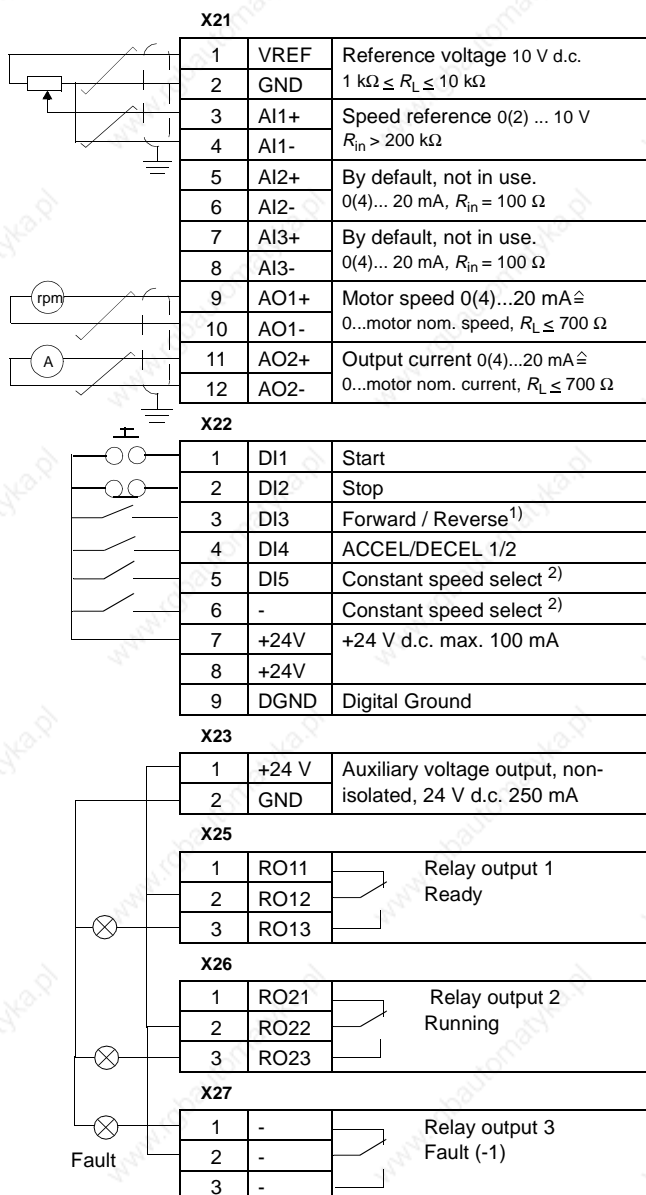 X21
1 VREF Reference voltage 10 V d.c.
2 GND 1 kΩ ≤ RL ≤ 10 kΩ
3 AI1+ Speed reference 0(2) ... 10 V
4 AI1- Rin > 200 kΩ
5 AI2+ By default, not in use.
6 AI2- 0(4)... 20 mA, Rin = 100 Ω
7 AI3+ By default, not in use.
8 AI3- 0(4)... 20 mA, Rin = 100 Ω
rpm 9 AO1+ Motor speed 0(4)...20 mA≙
10 AO1- 0...motor nom. speed, RL ≤ 700 Ω
A 11 AO2+ Output current 0(4)...20 mA≙
12 AO2- 0...motor nom. current, RL ≤ 700 Ω
X22
1 DI1 Start
2 DI2 Stop
3 DI3 Forward / Reverse1)
4 DI4 ACCEL/DECEL 1/2
5 DI5 Constant speed select 2)
6 - Constant speed select 2)
7 +24V +24 V d.c. max. 100 mA
8 +24V
9 DGND Digital Ground
X23
1 +24 V Auxiliary voltage output, non-
2 GND isolated, 24 V d.c. 250 mA
X25
1 RO11 Relay output 1
2 RO12 Ready
3 RO13
X26
1 RO21 Relay output 2
2 RO22 Running
3 RO23
X27
1 - Relay output 3
Fault 2 - Fault (-1)
3 -
www.rgbautomatyka.pl